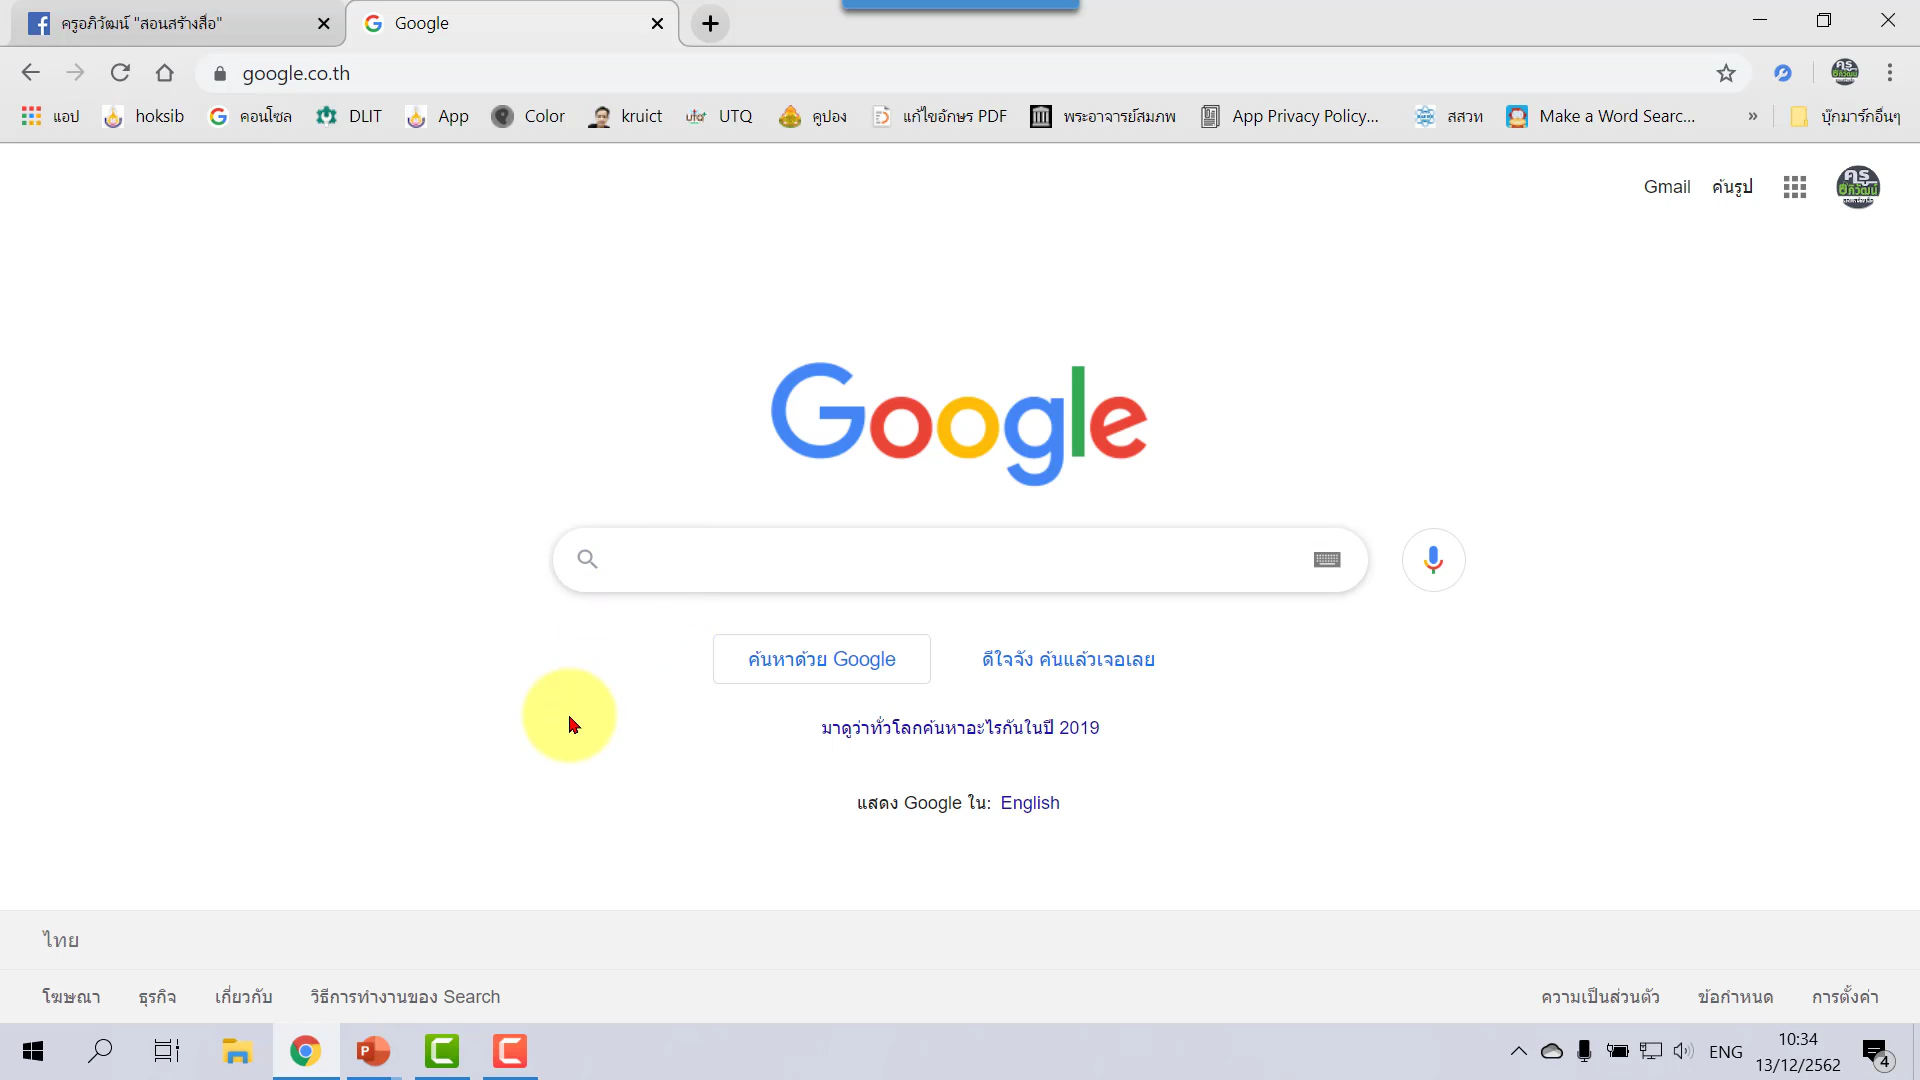 ครูอภิวัฒน์ "สอนสร้างสื่อ"
Google
google.co.th
แอป hoksib คอนโซล DLIT App Color kruict UTQ คูปอง แก้ไขอักษร PDF พระอาจารย์สมภพ App Privacy Policy... สสวท Make a Word Searc... » บุ๊กมาร์กอื่นๆ
Gmail ค้นรูป
Google
ค้นหาด้วย Google ดีใจจัง ค้นแล้วเจอเลย
มาดูว่าทั่วโลกค้นหาอะไรกันในปี 2019
แสดง Google ใน: English
ไทย
โฆษณา ธุรกิจ เกี่ยวกับ วิธีการทำงานของ Search ความเป็นส่วนตัว ข้อกำหนด การตั้งค่า
ENG 10:34
13/12/2562
4